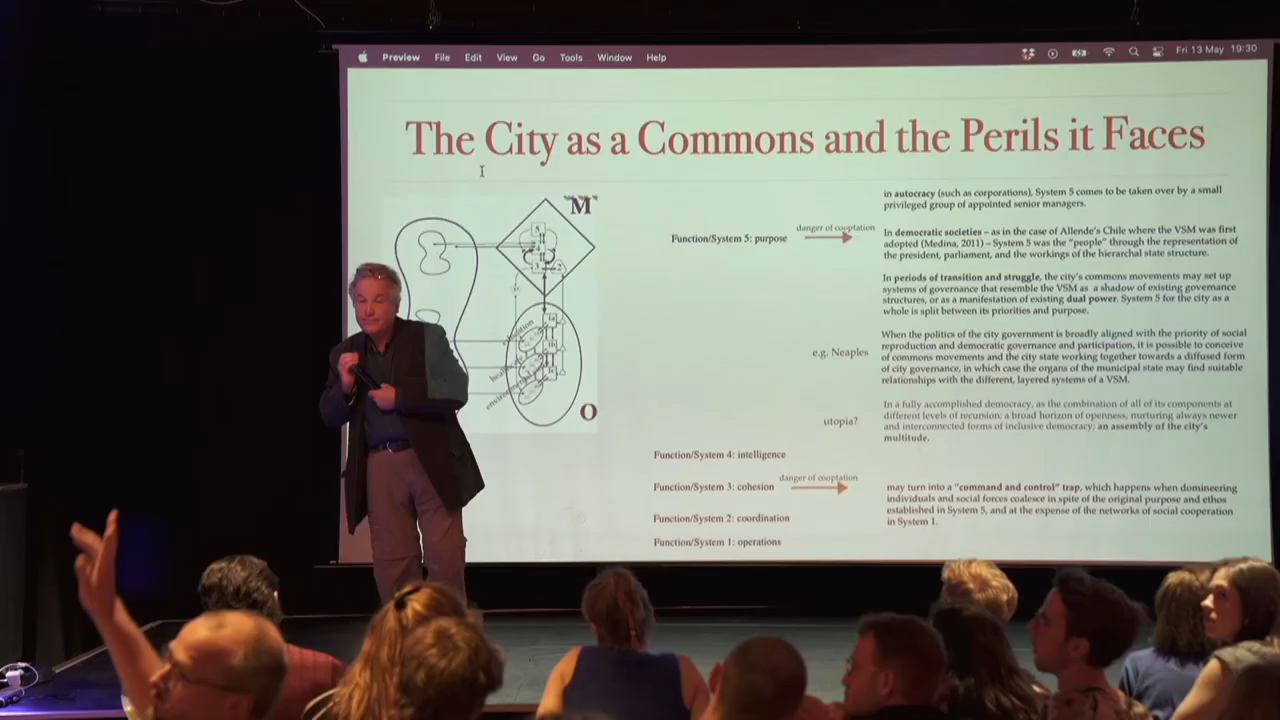 Preview File Edit View Go Tools Window Help
Fri 13 May 19:30
The City as a Commons and the Perils it Faces
M
5
3
2
O
Function/System 5: purpose
danger of cooptation
in autocracy (such as corporations), System 5 comes to be taken over by a small
privileged group of appointed senior managers.
In democratic societies – as in the case of Allende's Chile where the VSM was first
adopted (Medina, 2011) – System 5 was the "people" through the representation of
the president, parliament, and the workings of the hierarchal state structure.
In periods of transition and struggle, the city's commons movements may set up
systems of governance that resemble the VSM as a shadow of existing governance
structures, or as a manifestation of existing dual power. System 5 for the city as a
whole is split between its priorities and purpose.
e.g. Neaples
When the politics of the city government is broadly aligned with the priority of social
reproduction and democratic governance and participation, it is possible to conceive
of commons movements and the city state working together towards a diffused form
of city governance, in which case the organs of the municipal state may find suitable
relationships with the different, layered systems of a VSM.
utopia?
In a fully accomplished democracy, as the combination of all of its components at
different levels of recursion: a broad horizon of openness, nurturing always newer
and interconnected forms of inclusive democracy; an assembly of the city's
multitude.
Function/System 4: intelligence
Function/System 3: cohesion
danger of cooptation
may turn into a "command and control" trap, which happens when domineering
individuals and social forces coalesce in spite of the original purpose and ethos
established in System 5, and at the expense of the networks of social cooperation
in System 1.
Function/System 2: coordination
Function/System 1: operations